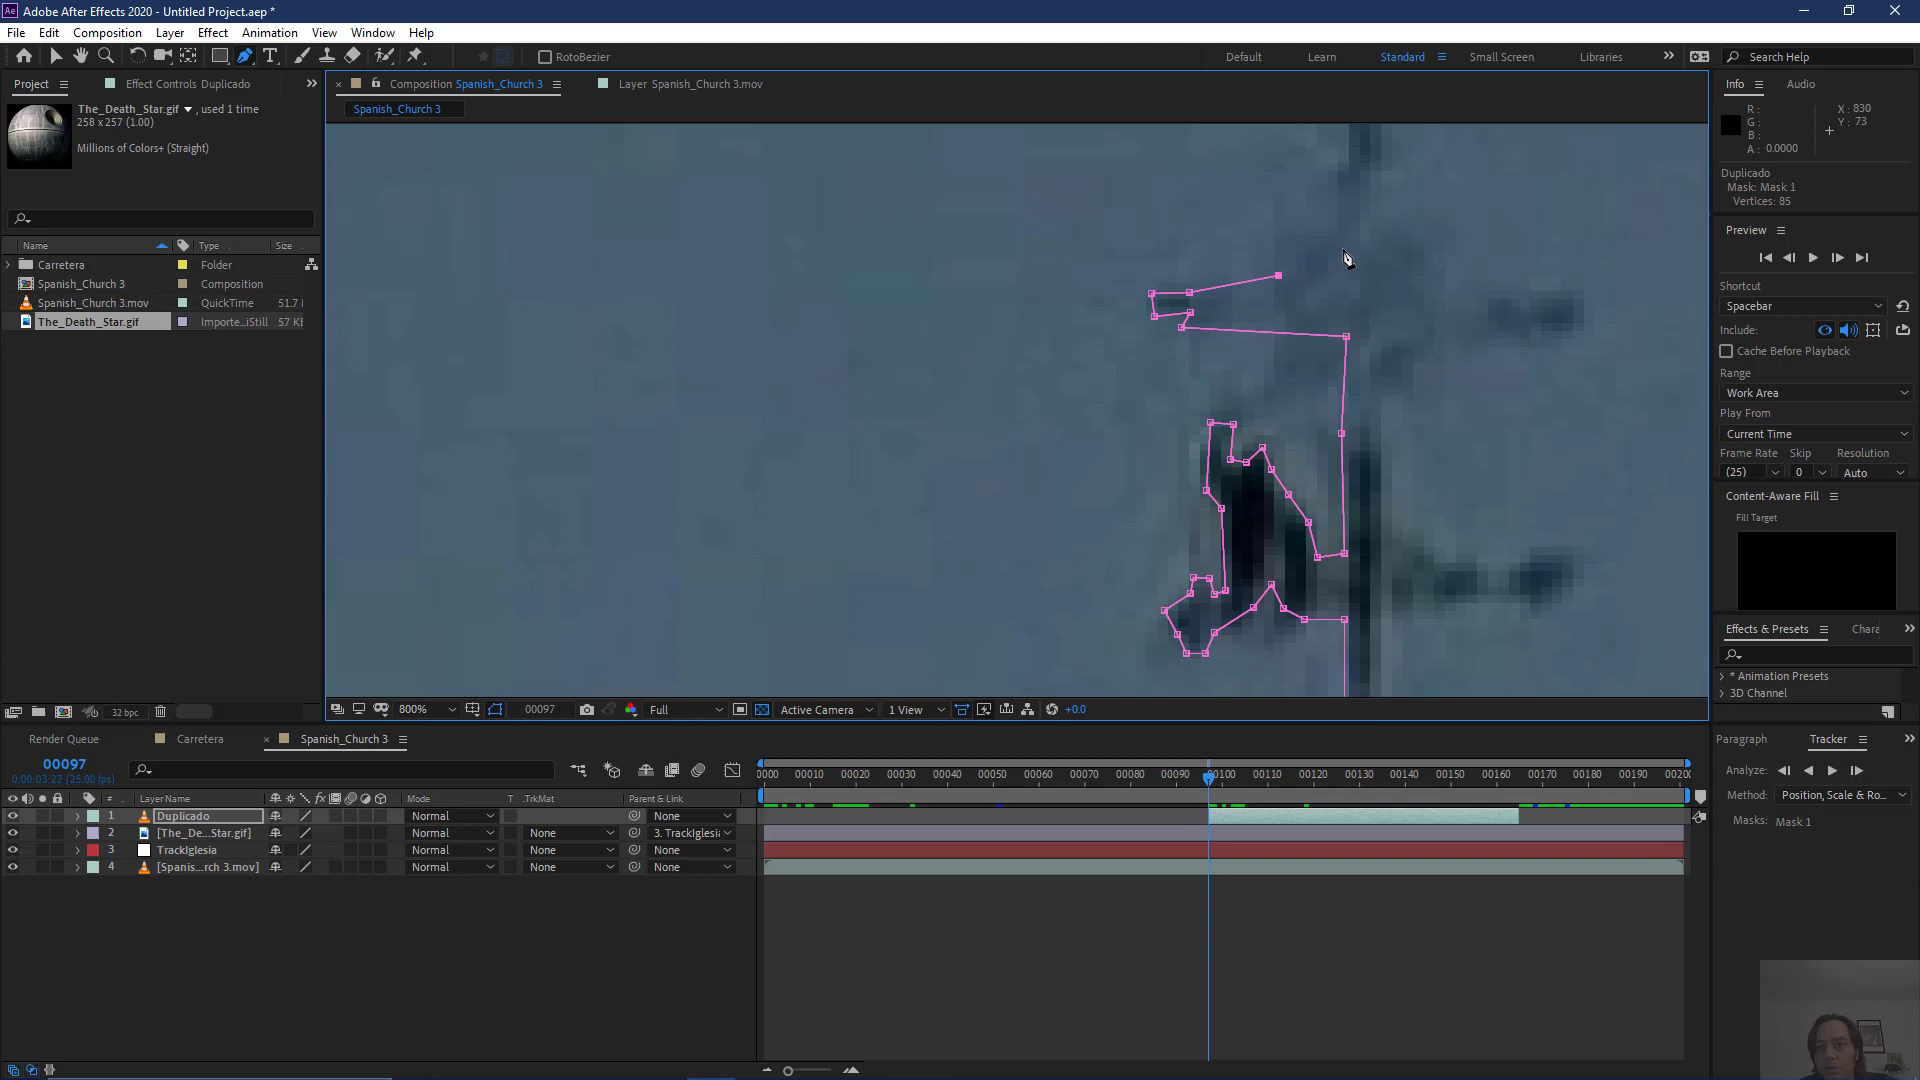 Adobe After Effects 2020 - Untitled Project.aep *
File Edit Composition Layer Effect Animation View Window Help
RotoBezier
Default Learn Standard Small Screen Libraries
Search Help
Project Effect Controls Duplicado
Composition Spanish_Church 3
Layer Spanish_Church 3.mov
Info Audio
Spanish_Church 3
The_Death_Star.gif , used 1 time
258 x 257 (1.00)
Millions of Colors+ (Straight)
R : X : 830
G : Y : 73
B :
A : 0.0000
Duplicado
Mask: Mask 1
Vertices: 85
Name Type Size
Carretera Folder
Spanish_Church 3 Composition
Spanish_Church 3.mov QuickTime 51.7
The_Death_Star.gif Importe...iStill 57 KE
Preview
Shortcut
Spacebar
Include:
Cache Before Playback
Range
Work Area
Play From
Current Time
Frame Rate Skip Resolution
(25) 0 Auto
Content-Aware Fill
Fill Target
Effects & Presets Chara
* Animation Presets
3D Channel
32 bpc
800% 00097 Full Active Camera 1 View +0.0
Render Queue Carretera Spanish_Church 3
00097
0:00:03:22 (25.00 fps)
0000 00010 00020 00030 00040 00050 00060 00070 00080 00090 00100 00110 00120 00130 00140 00150 00160 00170 00180 00190 0020
# Layer Name fx Mode T .TrkMat Parent & Link
1 Duplicado Normal None
2 [The_De...Star.gif] Normal None 3. TrackIglesia
3 TrackIglesia Normal None None
4 [Spanis...rch 3.mov] Normal None None
Paragraph Tracker
Analyze:
Method: Position, Scale & Ro...
Masks: Mask 1